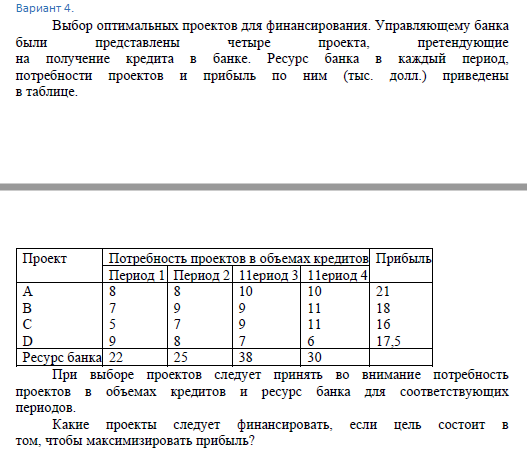 Вариант 4.
Выбор оптимальных проектов для финансирования. Управляющему банка
были представлены четыре проекта, претендующие
на получение кредита в банке. Ресурс банка в каждый период,
потребности проектов и прибыль по ним (тыс. долл.) приведены
в таблице.
Проект Потребность проектов в объемах кредитов Прибыль
Период 1 Период 2 11ериод 3 11ериод 4
A 8 8 10 10 21
B 7 9 9 11 18
C 5 7 9 11 16
D 9 8 7 6 17,5
Ресурс банка 22 25 38 30
При выборе проектов следует принять во внимание потребность
проектов в объемах кредитов и ресурс банка для соответствующих
периодов.
Какие проекты следует финансировать, если цель состоит в
том, чтобы максимизировать прибыль?